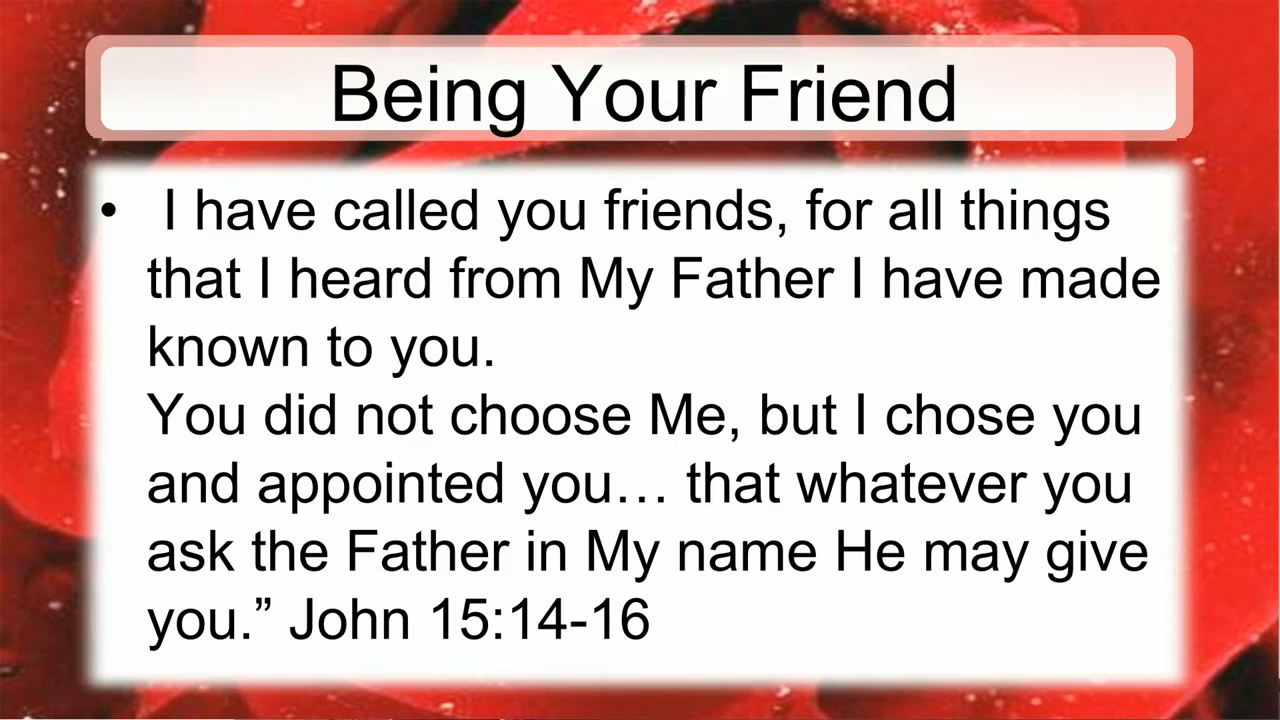 Being Your Friend
• I have called you friends, for all things
that I heard from My Father I have made
known to you.
You did not choose Me, but I chose you
and appointed you… that whatever you
ask the Father in My name He may give
you.” John 15:14-16